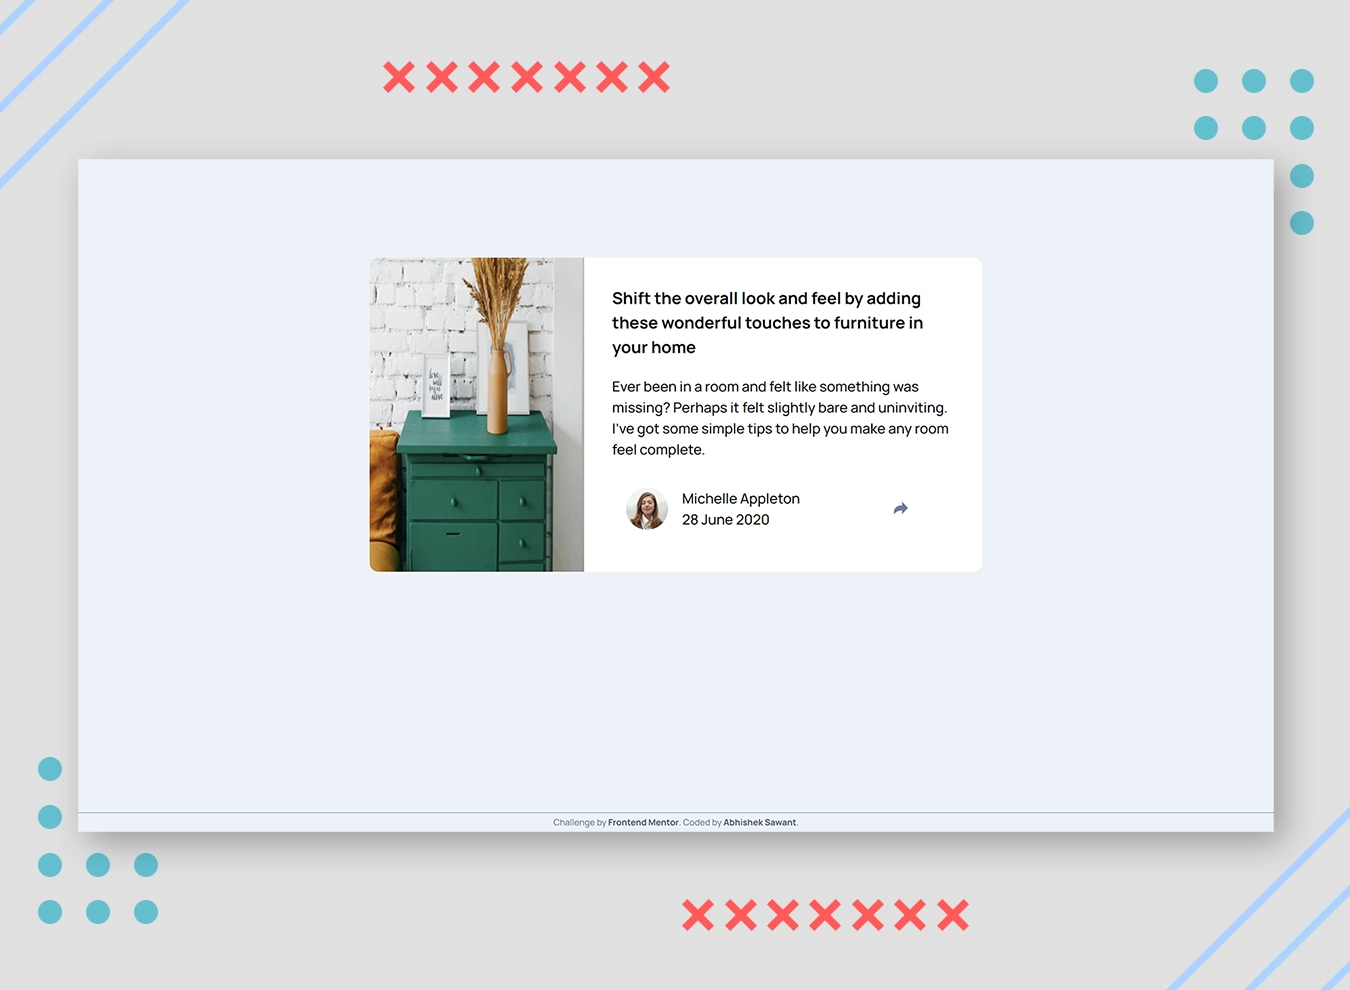 Shift the overall look and feel by adding
these wonderful touches to furniture in
your home
Ever been in a room and felt like something was
missing? Perhaps it felt slightly bare and uninviting.
I've got some simple tips to help you make any room
feel complete.
Michelle Appleton
28 June 2020
Challenge by Frontend Mentor. Coded by Abhishek Sawant.